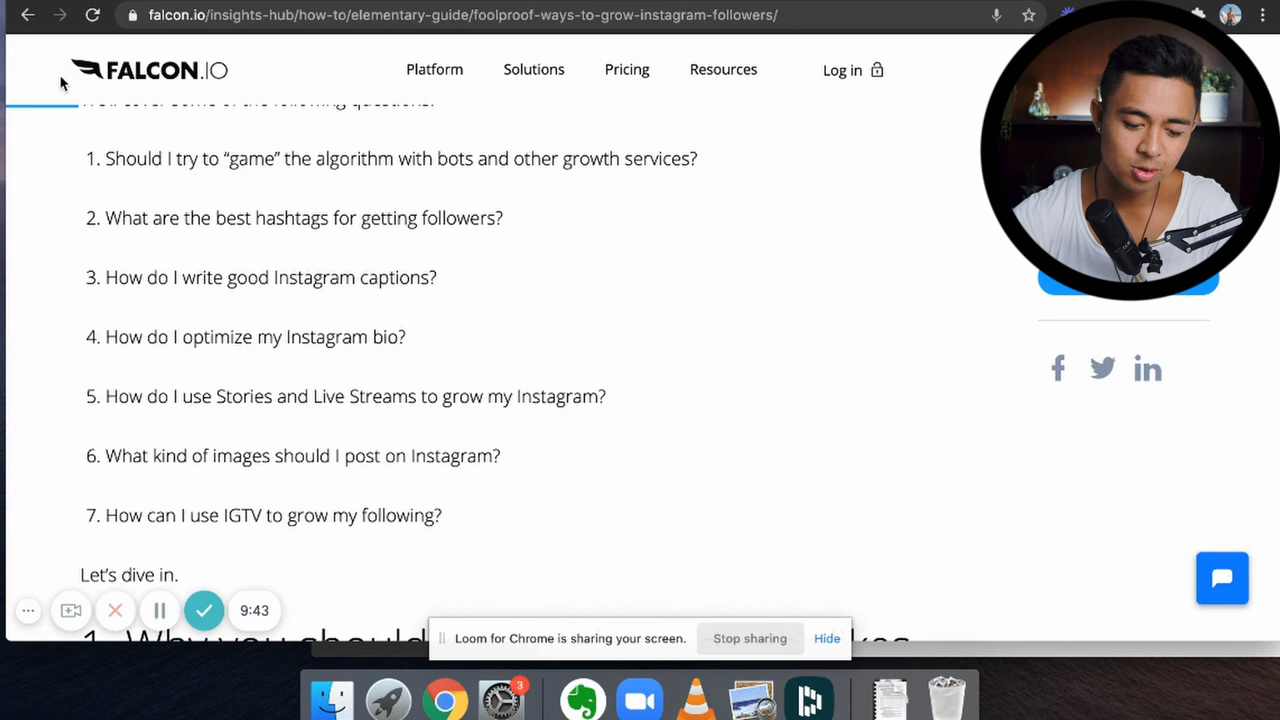 falcon.io/insights-hub/how-to/elementary-guide/foolproof-ways-to-grow-instagram-followers/
FALCON.IO
Platform
Solutions
Pricing
Resources
Log in
1. Should I try to “game” the algorithm with bots and other growth services?
2. What are the best hashtags for getting followers?
3. How do I write good Instagram captions?
4. How do I optimize my Instagram bio?
5. How do I use Stories and Live Streams to grow my Instagram?
6. What kind of images should I post on Instagram?
7. How can I use IGTV to grow my following?
Let’s dive in.
9:43
1. Why you should
Loom for Chrome is sharing your screen.
Stop sharing
Hide
3